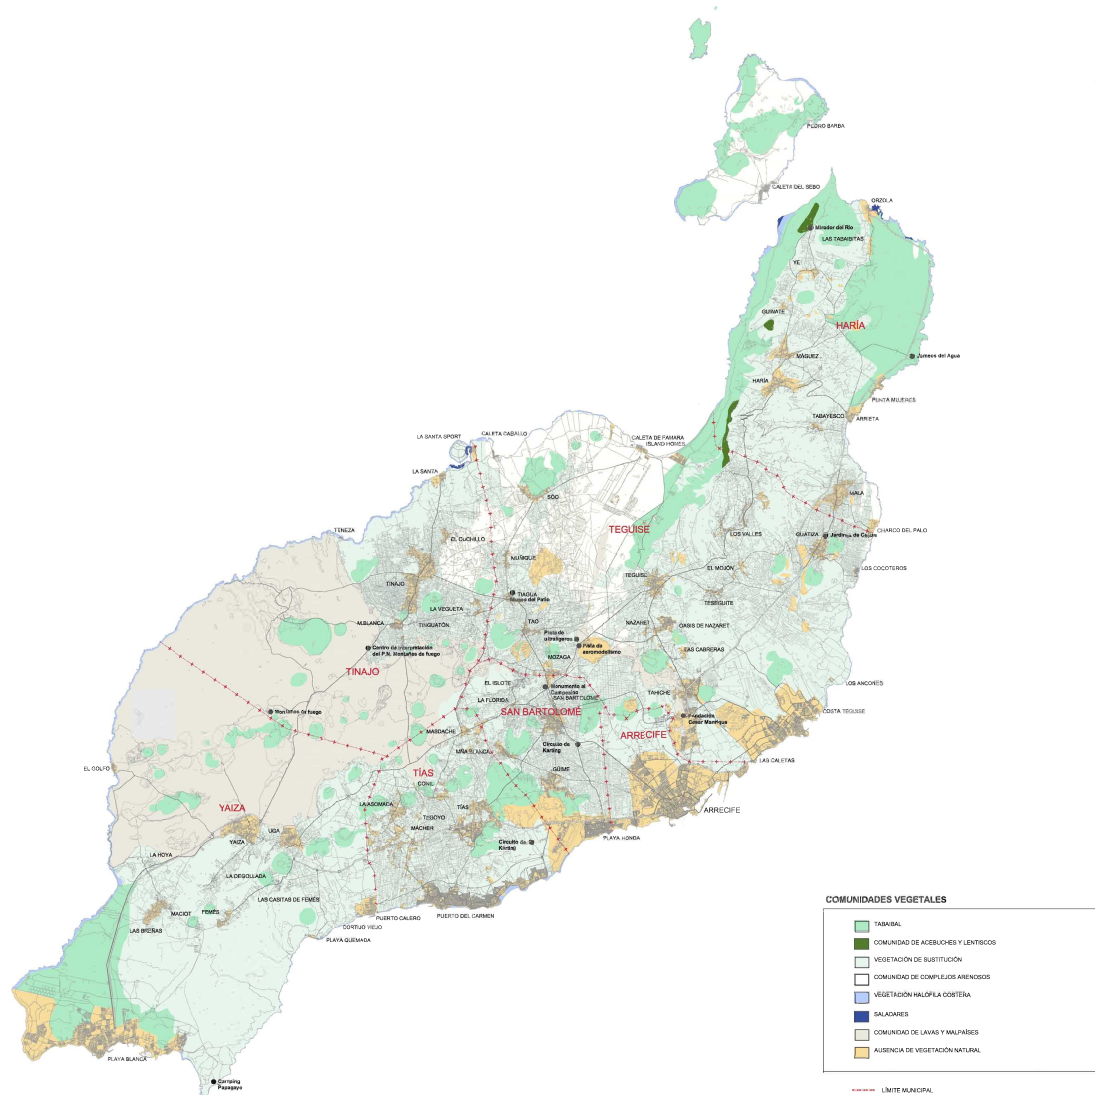 PEDRO BARBA
CALETA DEL SEBO
ORZOLA
Mirador del Río
LAS TABAIBITAS
YE
GUINATE
HARÍA
MÁGUEZ
Jameos del Agua
HARÍA
PUNTA MUJERES
TABAYESCO
ARRIETA
LA SANTA SPORT
CALETA CABALLO
CALETA DE FAMARA
ISLAND HOMES
LA SANTA
SOO
MALA
TENEZA
TEGUISE
CHARCO DEL PALO
LOS VALLES
GUATIZA
Jardines de Cactus
EL CUCHILLO
MUÑIQUE
LOS COCOTEROS
EL MOJÓN
TEGUISE
TINAJO
TIAGUA
Museo del Patio
TESEGUITE
LA VEGUETA
M.BLANCA
TINGUATÓN
TAO
NAZARET
OASIS DE NAZARET
Pista de
ultraligeros
Pista de
aeromodelismo
Centro de interpretación
del P.N. Montañas de fuego
LAS CABRERAS
MOZAGA
TINAJO
EL ISLOTE
Monumento al
Campesino
LOS ANCONES
TAHICHE
LA FLORIDA
SAN BARTOLOMÉ
SAN BARTOLOMÉ
COSTA TEGUISE
Montañas de fuego
Fundación
César Manrique
MASDACHE
ARRECIFE
Circuito de
Karting
LAS CALETAS
EL GOLFO
TÍAS
GÜIME
CONIL
YAIZA
LA ASOMADA
TÍAS
ARRECIFE
TEGOYO
UGA
MÁCHER
YAIZA
PLAYA HONDA
Circuito de
Karting
LA HOYA
LA DEGOLLADA
LAS CASITAS DE FEMÉS
MACIOT
FEMÉS
PUERTO CALERO
PUERTO DEL CARMEN
CORTIJO VIEJO
LAS BREÑAS
PLAYA QUEMADA
PLAYA BLANCA
Camping
Papagayo
COMUNIDADES VEGETALES
TABAIBAL
COMUNIDAD DE ACEBUCHES Y LENTISCOS
VEGETACIÓN DE SUSTITUCIÓN
COMUNIDAD DE COMPLEJOS ARENOSOS
VEGETACIÓN HALÓFILA COSTERA
SALADARES
COMUNIDAD DE LAVAS Y MALPAÍSES
AUSENCIA DE VEGETACIÓN NATURAL
LÍMITE MUNICIPAL